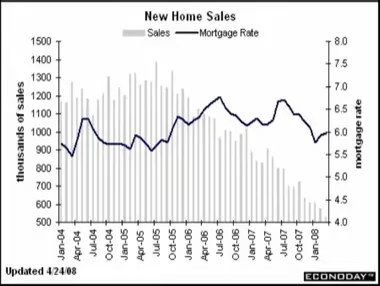 New Home Sales
Sales Mortgage Rate
thousands of sales
1500
1400
1300
1200
1100
1000
900
800
700
600
500
8.0
7.5
7.0
6.5
6.0
5.5
5.0
4.5
4.0
mortgage rate
Jan-04
Apr-04
Jul-04
Oct-04
Jan-05
Apr-05
Jul-05
Oct-05
Jan-06
Apr-06
Jul-06
Oct-06
Jan-07
Apr-07
Jul-07
Oct-07
Jan-08
Updated 4/24/08
ECONODAY™